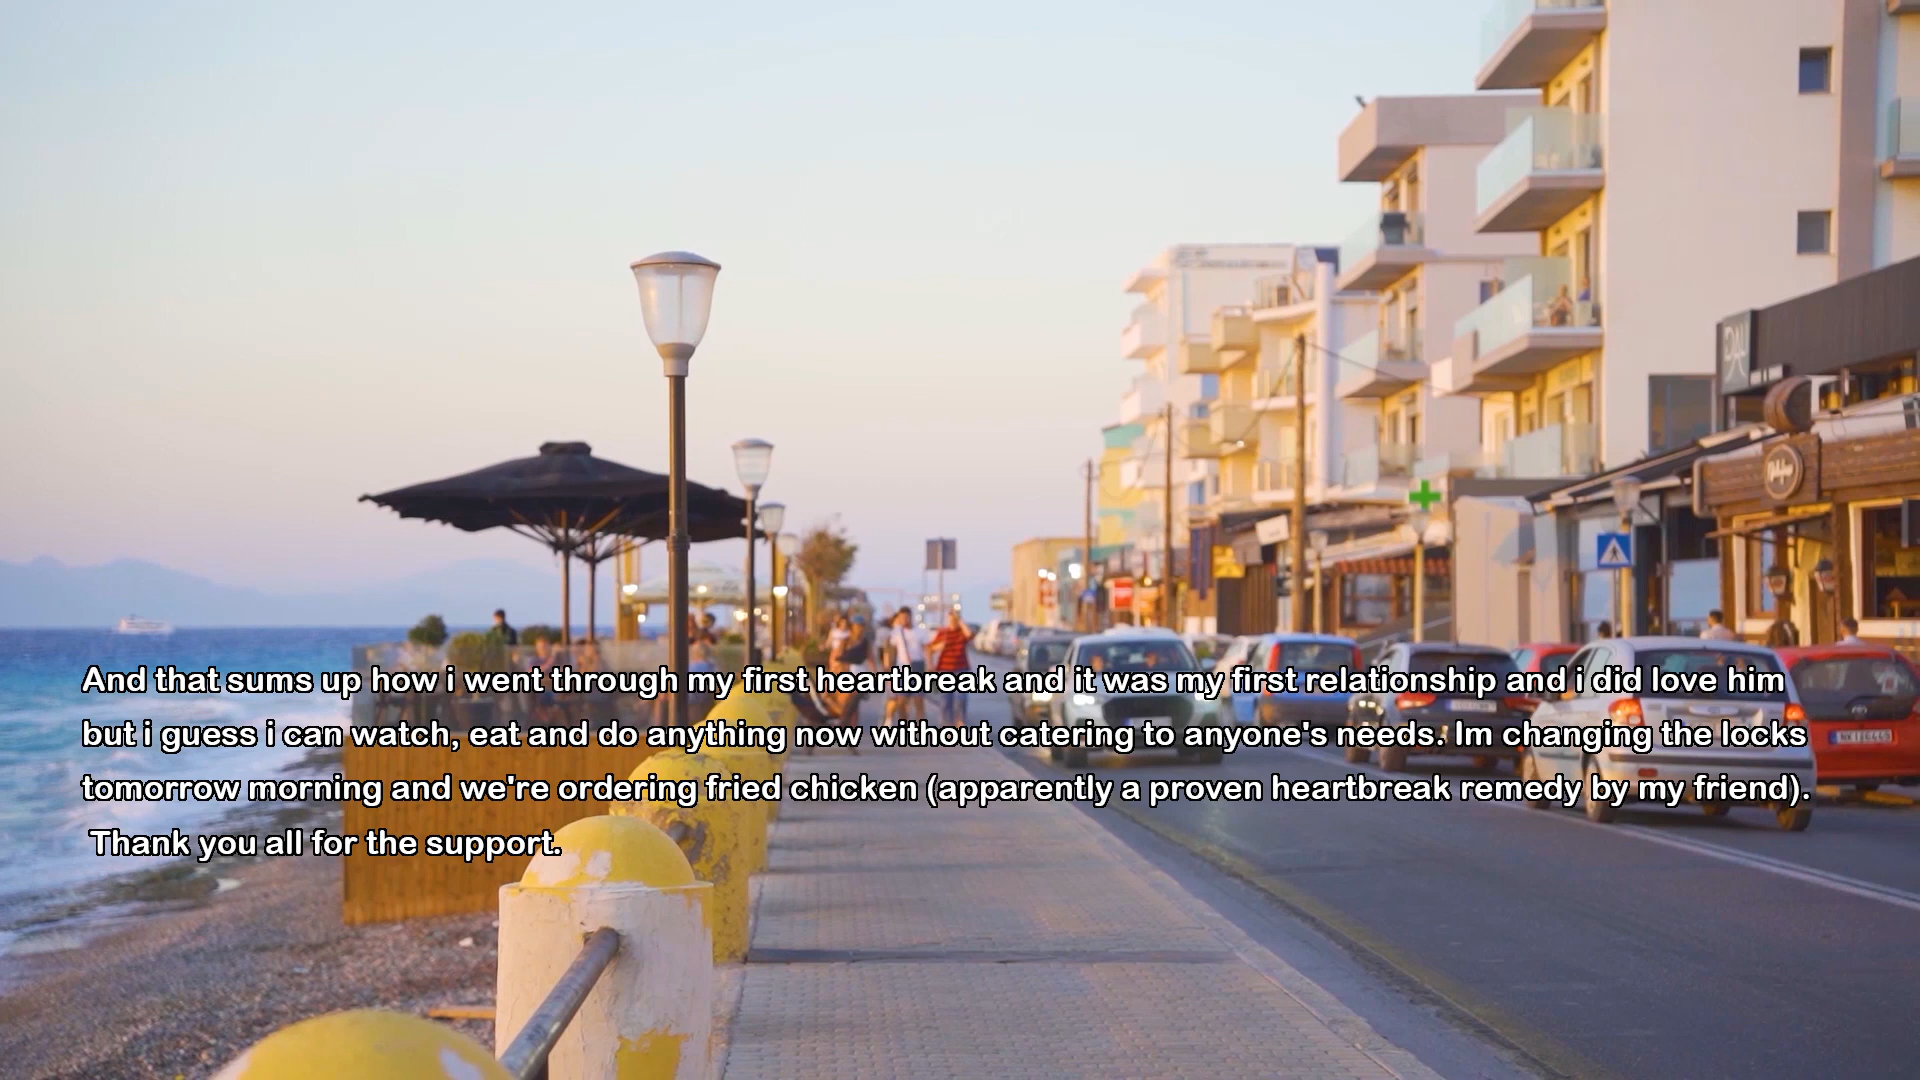 And that sums up how i went through my first heartbreak and it was my first relationship and i did love him
but i guess i can watch, eat and do anything now without catering to anyone's needs. Im changing the locks
tomorrow morning and we're ordering fried chicken (apparently a proven heartbreak remedy by my friend).
Thank you all for the support.